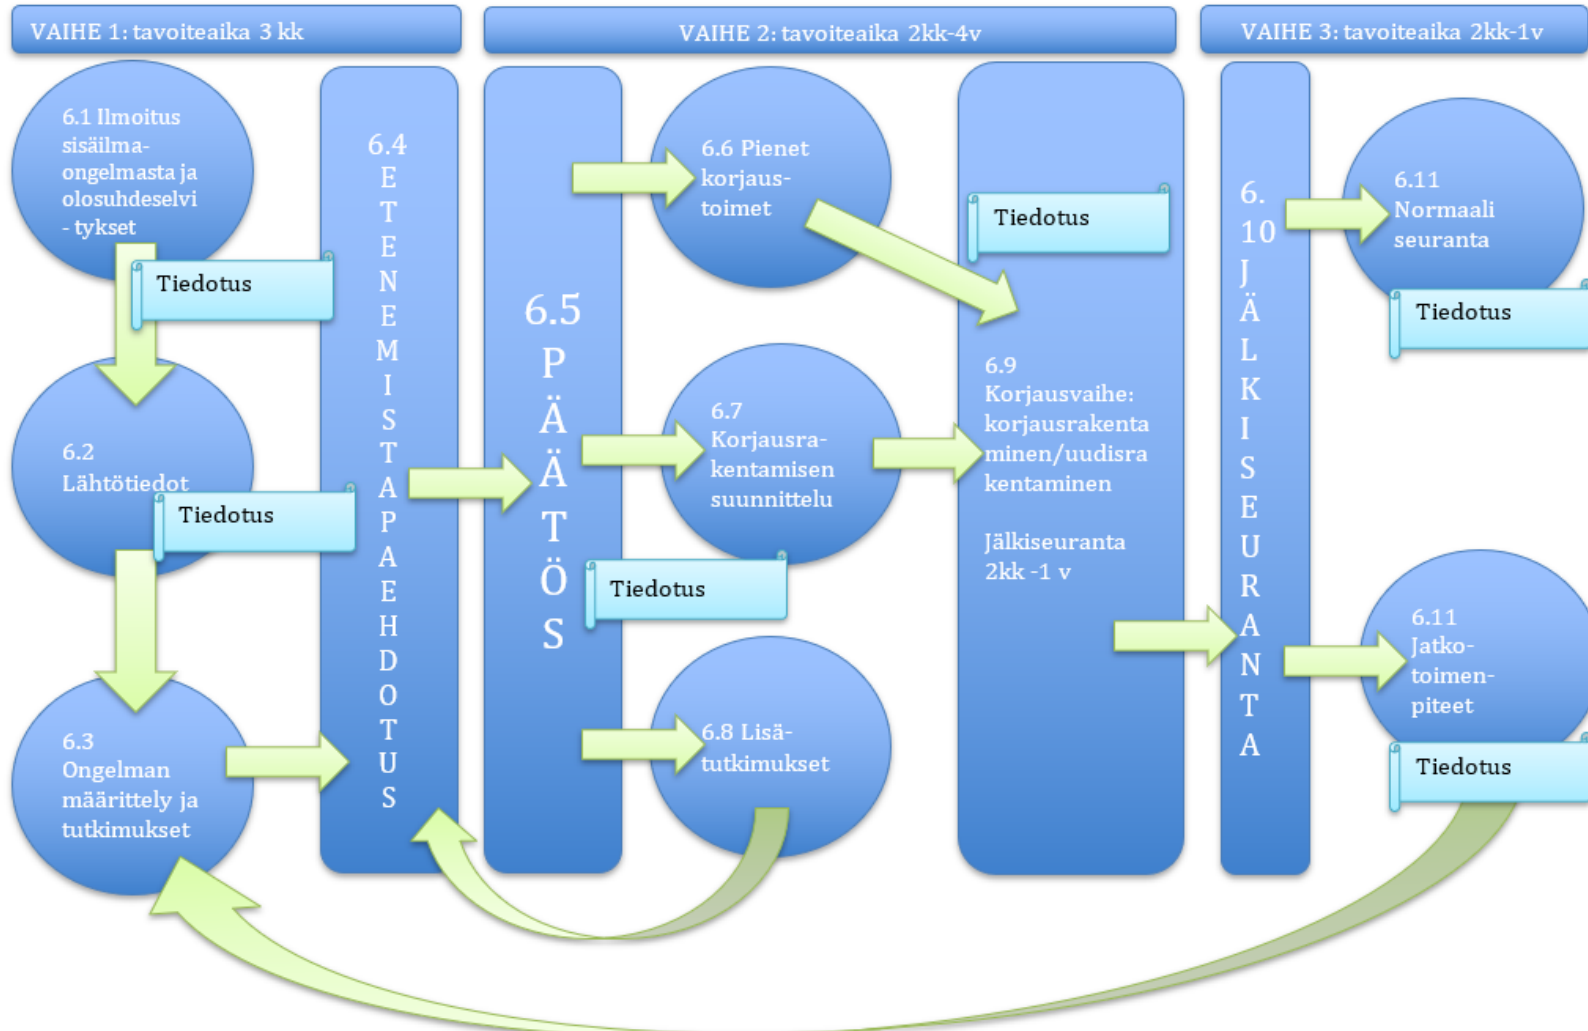 VAIHE 1: tavoiteaika 3 kk
VAIHE 2: tavoiteaika 2kk-4v
VAIHE 3: tavoiteaika 2kk-1v
6.1 Ilmoitus
sisäilma-
ongelmasta ja
olosuhdeselvi
- tykset
Tiedotus
6.2
Lähtötiedot
Tiedotus
6.3
Ongelman
määrittely ja
tutkimukset
6.4
E
T
E
N
E
M
I
S
T
A
P
A
E
H
D
O
T
U
S
6.5
P
Ä
Ä
T
Ö
S
Tiedotus
6.6 Pienet
korjaus-
toimet
6.7
Korjausra-
kentamisen
suunnittelu
6.8 Lisä-
tutkimukset
Tiedotus
6.9
Korjausvaihe:
korjausrakenta
minen/uudisra
kentaminen
Jälkiseuranta
2kk -1 v
6.
10
J
Ä
L
K
I
S
E
U
R
A
N
T
A
6.11
Normaali
seuranta
Tiedotus
6.11
Jatko-
toimen-
piteet
Tiedotus